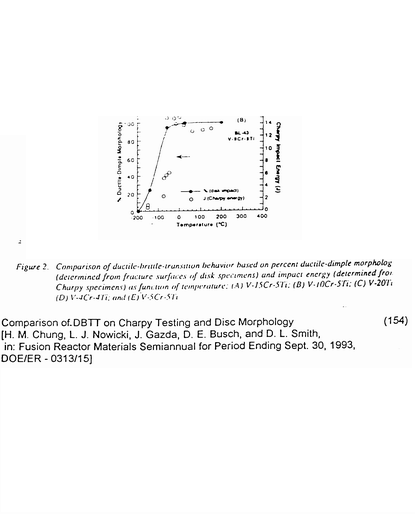 (B)
BL-43
V-9Cr-5Ti
% Ductile Dimple Morpholog
100
80
60
40
20
0
14
12
10
8
6
4
2
0
Charpy Impact Energy (J)
% (disk impact)
J (Charpy energy)
200 100 0 100 200 300 400
Temperature (°C)
Figure 2. Comparison of ductile-brittle-transition behavior based on percent ductile-dimple morpholog
(determined from fracture surfaces of disk specimens) and impact energy (determined from
Charpy specimens) as function of temperature: (A) V-15Cr-5Ti; (B) V-10Cr-5Ti; (C) V-20Ti
(D) V-4Cr-4Ti; and (E) V-5Cr-5Ti
Comparison of.DBTT on Charpy Testing and Disc Morphology (154)
[H. M. Chung, L. J. Nowicki, J. Gazda, D. E. Busch, and D. L. Smith,
in: Fusion Reactor Materials Semiannual for Period Ending Sept. 30, 1993,
DOE/ER - 0313/15]